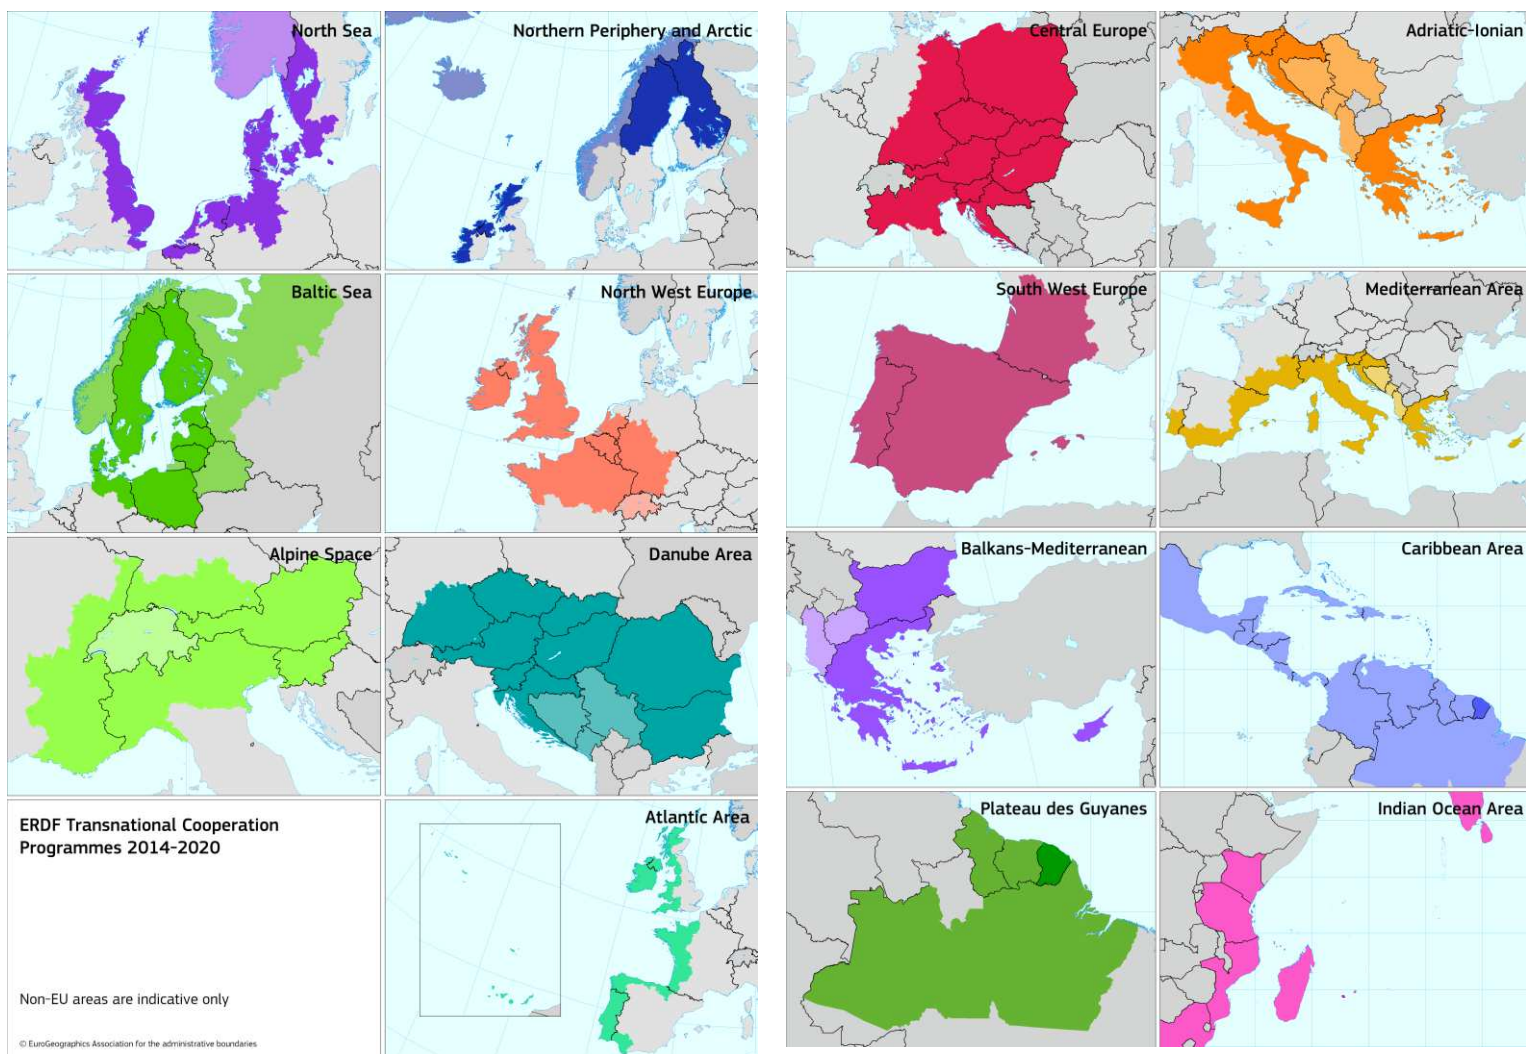 North Sea
Northern Periphery and Arctic
Central Europe
Adriatic-Ionian
Baltic Sea
North West Europe
South West Europe
Mediterranean Area
Alpine Space
Danube Area
Balkans-Mediterranean
Caribbean Area
ERDF Transnational Cooperation
Programmes 2014-2020
Non-EU areas are indicative only
© EuroGeographics Association for the administrative boundaries
Atlantic Area
Plateau des Guyanes
Indian Ocean Area